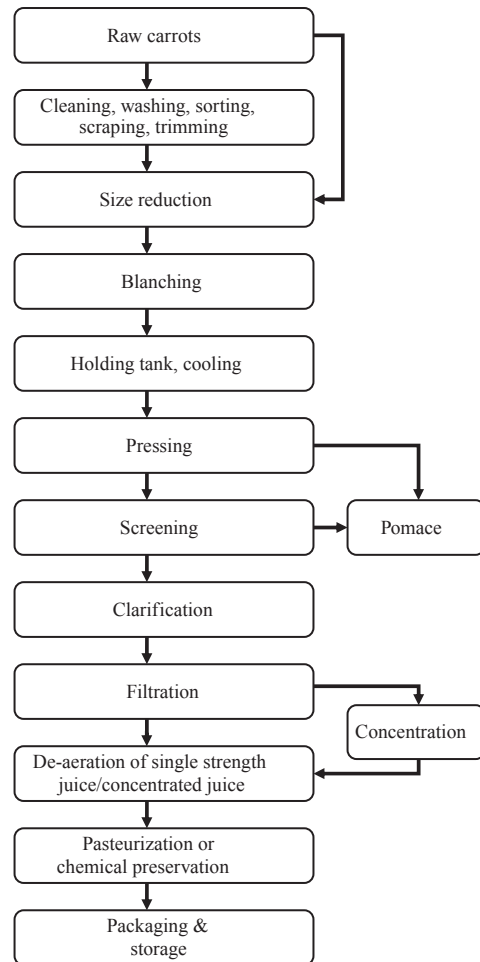 Raw carrots
Cleaning, washing, sorting,
scraping, trimming
Size reduction
Blanching
Holding tank, cooling
Pressing
Screening
Pomace
Clarification
Filtration
Concentration
De-aeration of single strength
juice/concentrated juice
Pasteurization or
chemical preservation
Packaging &
storage